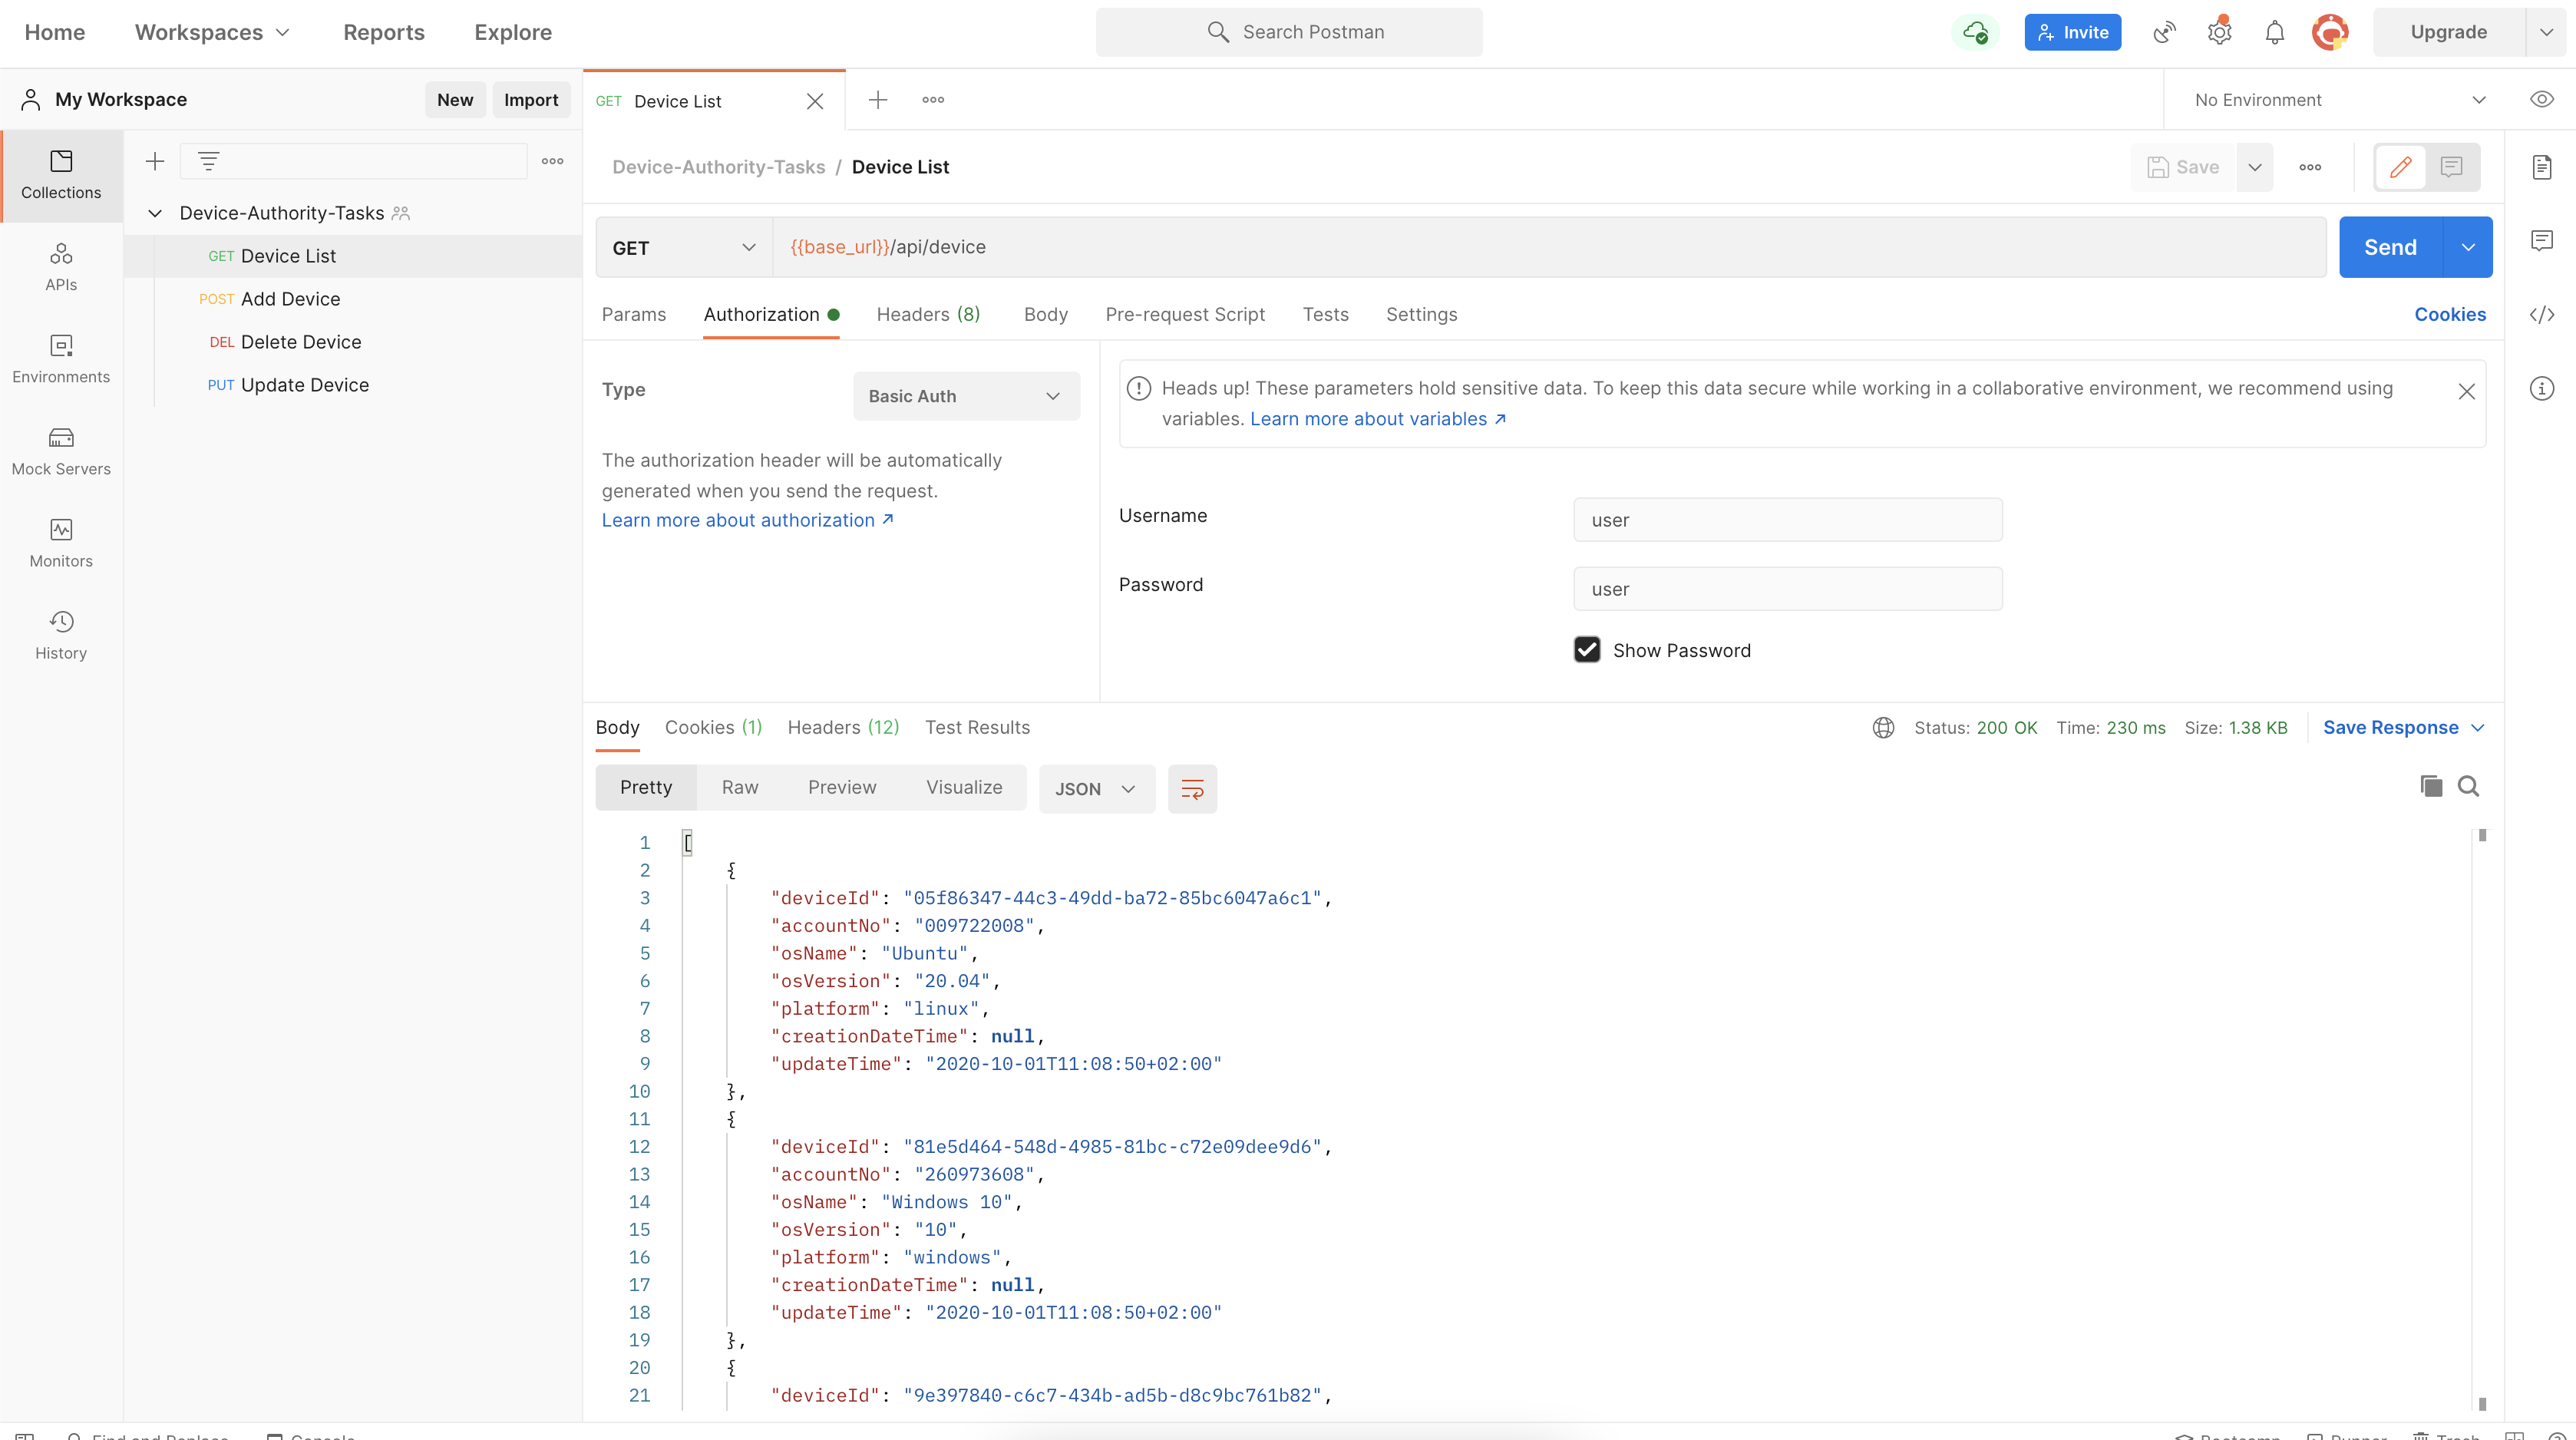 Home Workspaces Reports Explore Search Postman Invite Upgrade
My Workspace New Import GET Device List No Environment
Collections
APIs
Environments
Mock Servers
Monitors
History
Device-Authority-Tasks
GET Device List
POST Add Device
DEL Delete Device
PUT Update Device
Device-Authority-Tasks / Device List Save
GET {{base_url}}/api/device Send
Params Authorization Headers (8) Body Pre-request Script Tests Settings Cookies
Type Basic Auth
The authorization header will be automatically
generated when you send the request.
Learn more about authorization ↗
Heads up! These parameters hold sensitive data. To keep this data secure while working in a collaborative environment, we recommend using
variables. Learn more about variables ↗
Username user
Password user
Show Password
Body Cookies (1) Headers (12) Test Results Status: 200 OK Time: 230 ms Size: 1.38 KB Save Response
Pretty Raw Preview Visualize JSON
1 [
2 {
3 "deviceId": "05f86347-44c3-49dd-ba72-85bc6047a6c1",
4 "accountNo": "009722008",
5 "osName": "Ubuntu",
6 "osVersion": "20.04",
7 "platform": "linux",
8 "creationDateTime": null,
9 "updateTime": "2020-10-01T11:08:50+02:00"
10 },
11 {
12 "deviceId": "81e5d464-548d-4985-81bc-c72e09dee9d6",
13 "accountNo": "260973608",
14 "osName": "Windows 10",
15 "osVersion": "10",
16 "platform": "windows",
17 "creationDateTime": null,
18 "updateTime": "2020-10-01T11:08:50+02:00"
19 },
20 {
21 "deviceId": "9e397840-c6c7-434b-ad5b-d8c9bc761b82",
Find and Replace Console Bootcamp Runner Trash